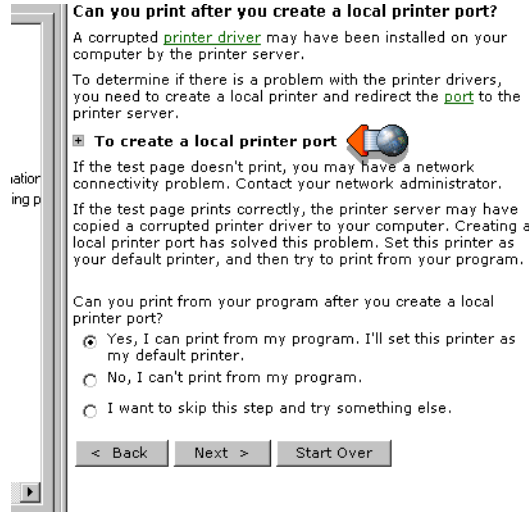 Can you print after you create a local printer port?
A corrupted printer driver may have been installed on your
computer by the printer server.
To determine if there is a problem with the printer drivers,
you need to create a local printer and redirect the port to the
printer server.
To create a local printer port
If the test page doesn't print, you may have a network
connectivity problem. Contact your network administrator.
If the test page prints correctly, the printer server may have
copied a corrupted printer driver to your computer. Creating a
local printer port has solved this problem. Set this printer as
your default printer, and then try to print from your program.
Can you print from your program after you create a local
printer port?
Yes, I can print from my program. I'll set this printer as
my default printer.
No, I can't print from my program.
I want to skip this step and try something else.
< Back
Next >
Start Over